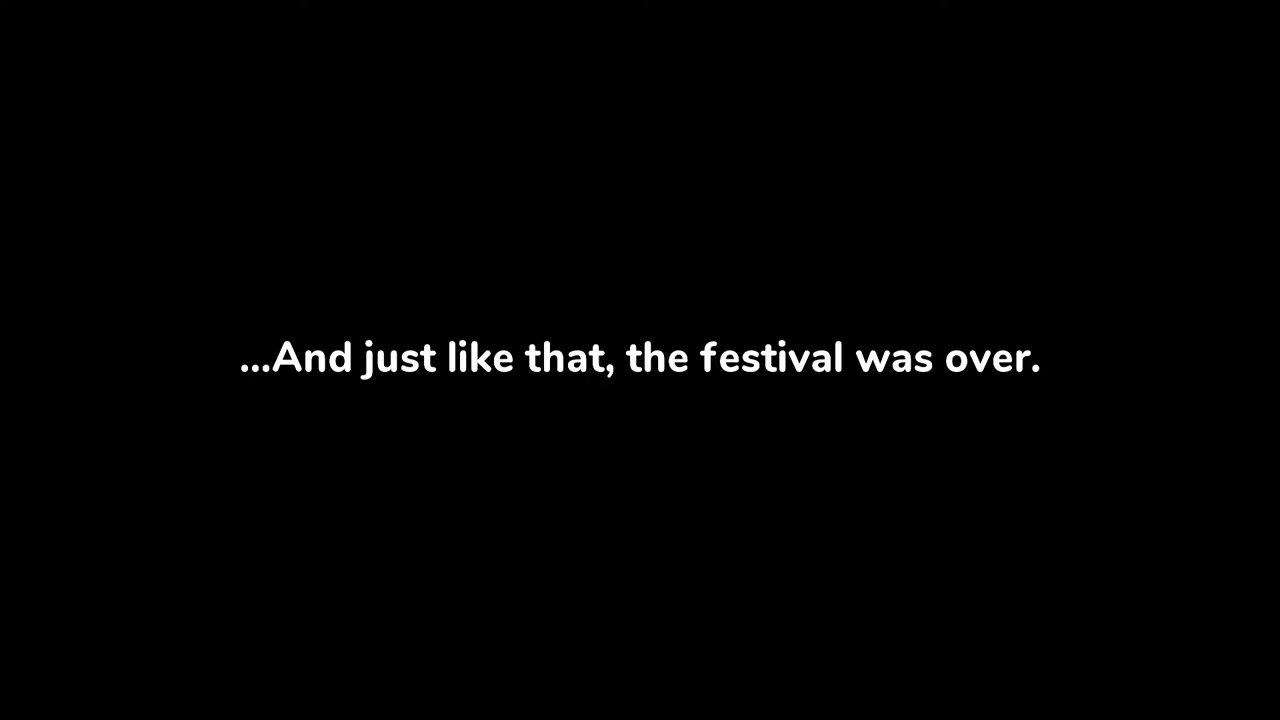 ...And just like that, the festival was over.